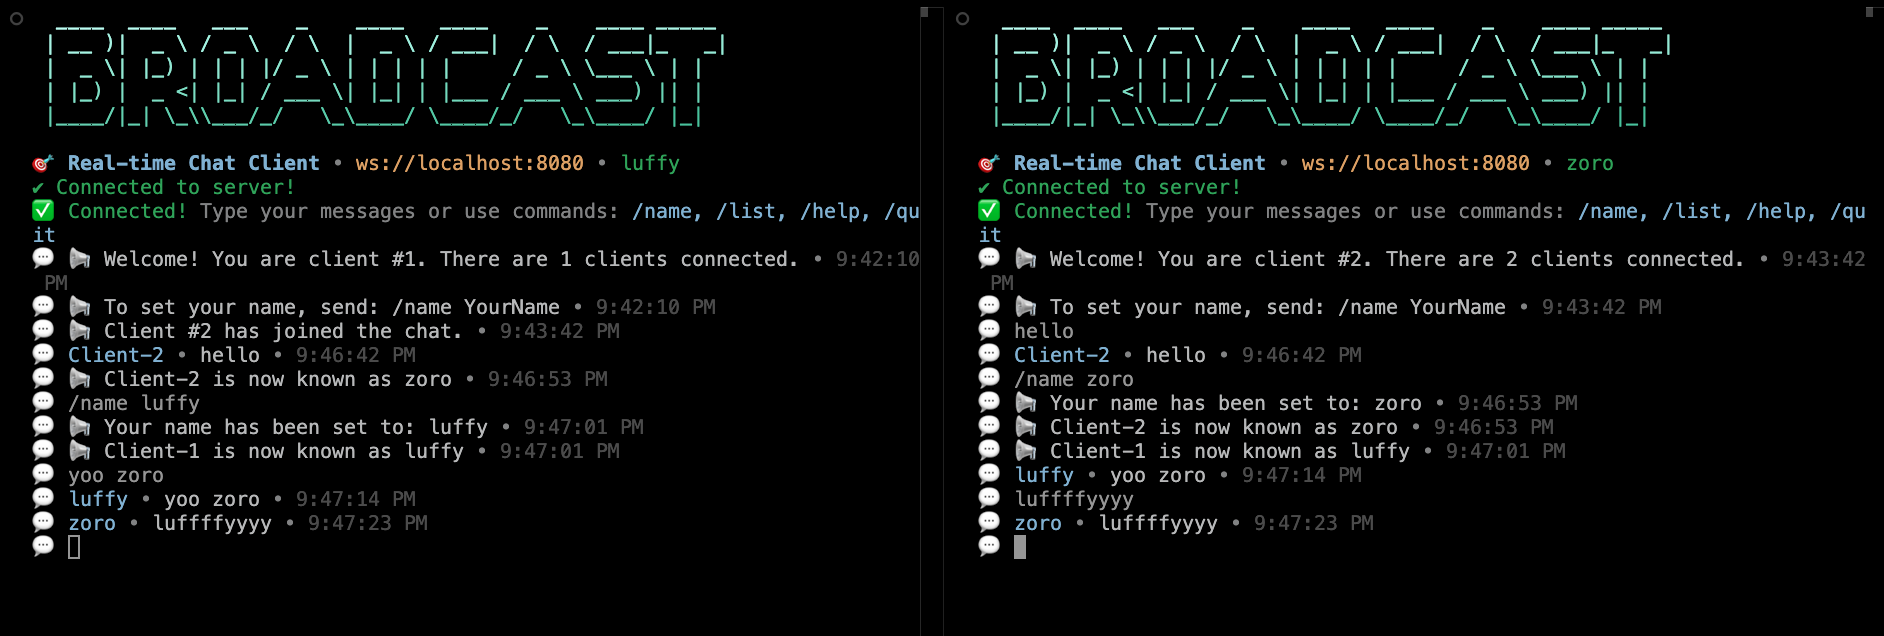 BROADCAST
🎯 Real-time Chat Client • ws://localhost:8080 • luffy
✔ Connected to server!
✅ Connected! Type your messages or use commands: /name, /list, /help, /qu
it
💬 📢 Welcome! You are client #1. There are 1 clients connected. • 9:42:10
PM
💬 📢 To set your name, send: /name YourName • 9:42:10 PM
💬 📢 Client #2 has joined the chat. • 9:43:42 PM
💬 Client-2 • hello • 9:46:42 PM
💬 📢 Client-2 is now known as zoro • 9:46:53 PM
💬 /name luffy
💬 📢 Your name has been set to: luffy • 9:47:01 PM
💬 📢 Client-1 is now known as luffy • 9:47:01 PM
💬 yoo zoro
💬 luffy • yoo zoro • 9:47:14 PM
💬 zoro • luffffyyyy • 9:47:23 PM
💬
BROADCAST
🎯 Real-time Chat Client • ws://localhost:8080 • zoro
✔ Connected to server!
✅ Connected! Type your messages or use commands: /name, /list, /help, /qu
it
💬 📢 Welcome! You are client #2. There are 2 clients connected. • 9:43:42
PM
💬 📢 To set your name, send: /name YourName • 9:43:42 PM
💬 hello
💬 Client-2 • hello • 9:46:42 PM
💬 /name zoro
💬 📢 Your name has been set to: zoro • 9:46:53 PM
💬 📢 Client-2 is now known as zoro • 9:46:53 PM
💬 📢 Client-1 is now known as luffy • 9:47:01 PM
💬 luffy • yoo zoro • 9:47:14 PM
💬 luffffyyyy
💬 zoro • luffffyyyy • 9:47:23 PM
💬